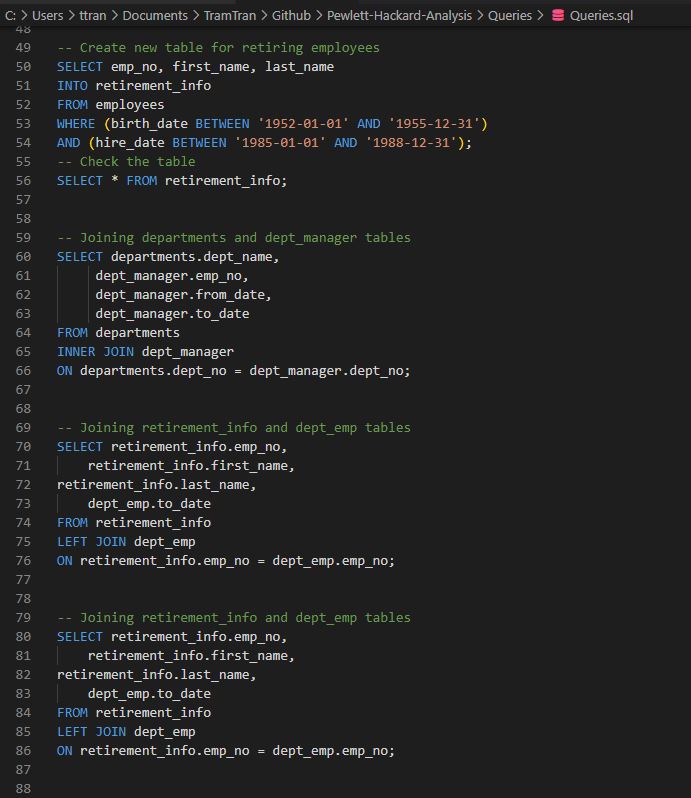 C: > Users > ttran > Documents > TramTran > Github > Pewlett-Hackard-Analysis > Queries > Queries.sql
48
49 -- Create new table for retiring employees
50 SELECT emp_no, first_name, last_name
51 INTO retirement_info
52 FROM employees
53 WHERE (birth_date BETWEEN '1952-01-01' AND '1955-12-31')
54 AND (hire_date BETWEEN '1985-01-01' AND '1988-12-31');
55 -- Check the table
56 SELECT * FROM retirement_info;
57
58
59 -- Joining departments and dept_manager tables
60 SELECT departments.dept_name,
61      dept_manager.emp_no,
62      dept_manager.from_date,
63      dept_manager.to_date
64 FROM departments
65 INNER JOIN dept_manager
66 ON departments.dept_no = dept_manager.dept_no;
67
68
69 -- Joining retirement_info and dept_emp tables
70 SELECT retirement_info.emp_no,
71     retirement_info.first_name,
72 retirement_info.last_name,
73     dept_emp.to_date
74 FROM retirement_info
75 LEFT JOIN dept_emp
76 ON retirement_info.emp_no = dept_emp.emp_no;
77
78
79 -- Joining retirement_info and dept_emp tables
80 SELECT retirement_info.emp_no,
81     retirement_info.first_name,
82 retirement_info.last_name,
83     dept_emp.to_date
84 FROM retirement_info
85 LEFT JOIN dept_emp
86 ON retirement_info.emp_no = dept_emp.emp_no;
87
88